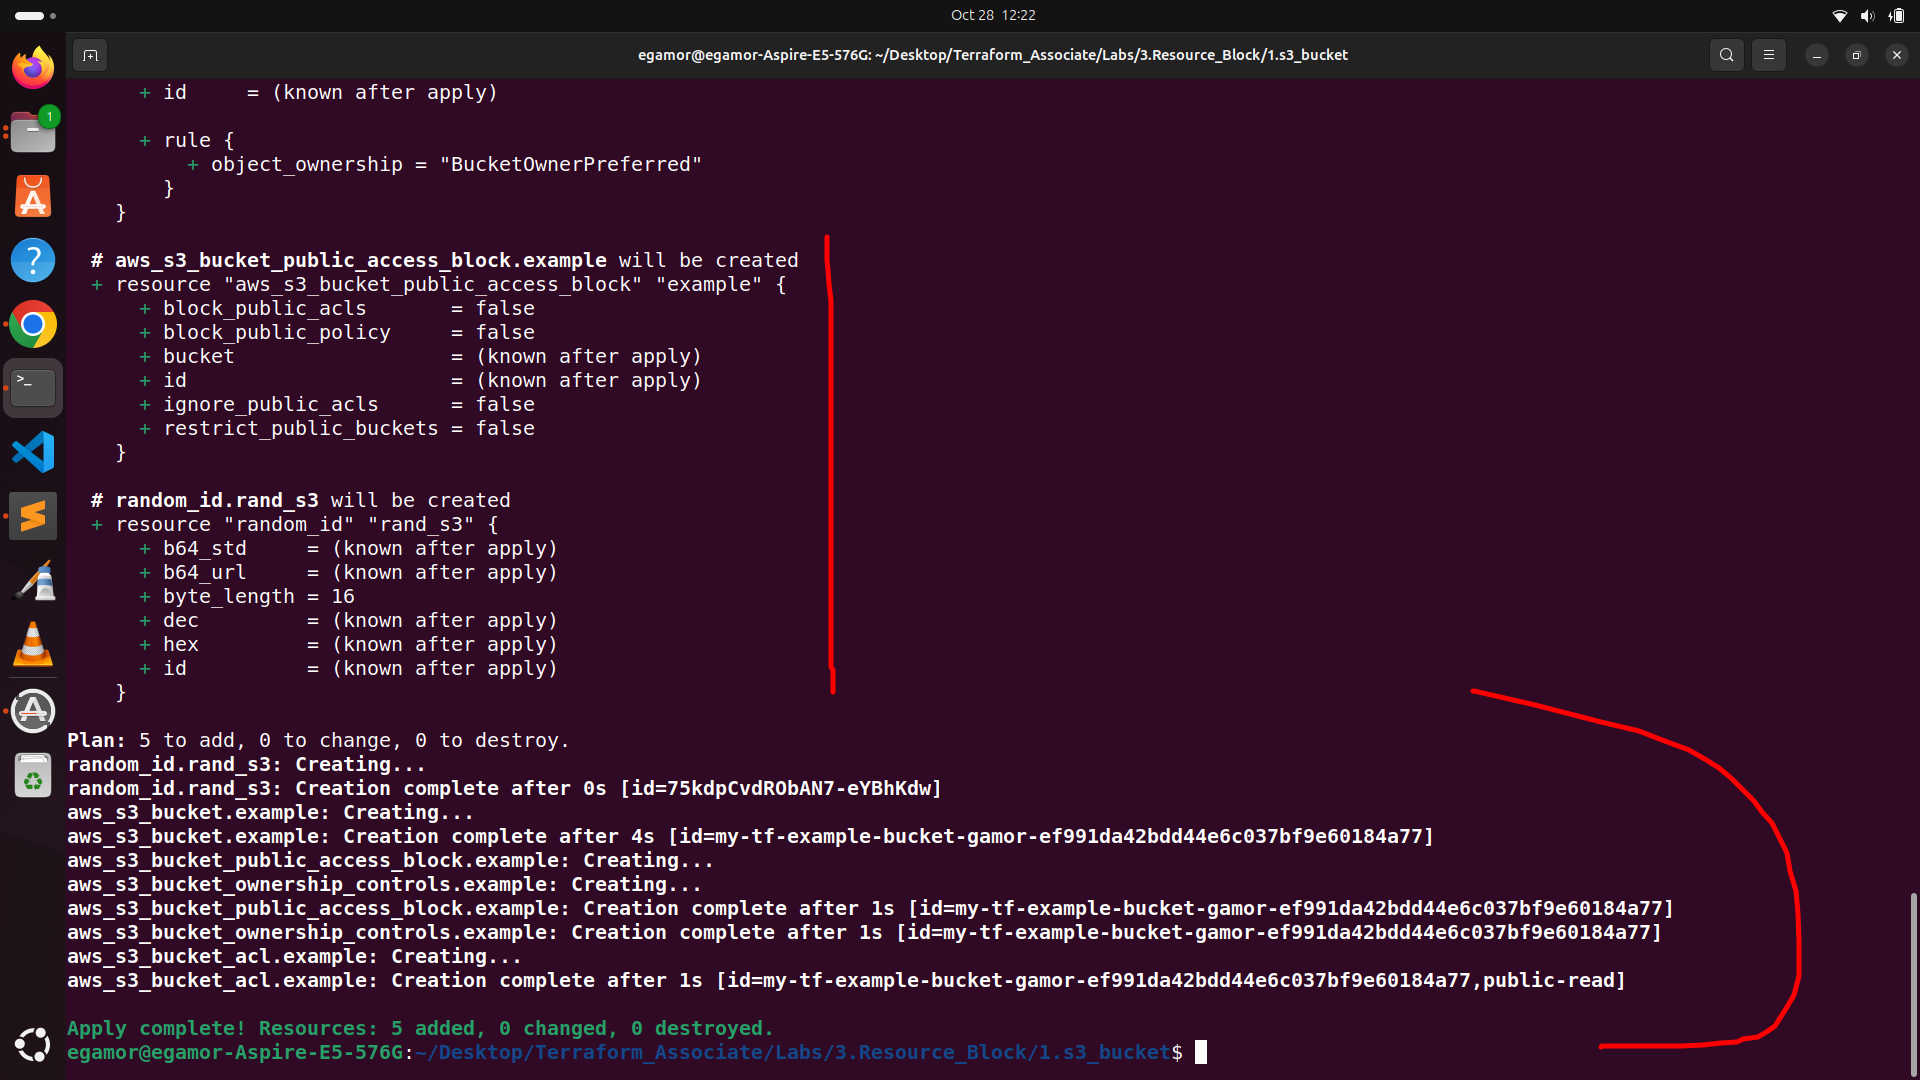 Oct 28 12:22
egamor@egamor-Aspire-E5-576G: ~/Desktop/Terraform_Associate/Labs/3.Resource_Block/1.s3_bucket
1
      + id     = (known after apply)

      + rule {
          + object_ownership = "BucketOwnerPreferred"
        }
    }

  # aws_s3_bucket_public_access_block.example will be created
  + resource "aws_s3_bucket_public_access_block" "example" {
      + block_public_acls       = false
      + block_public_policy     = false
      + bucket                  = (known after apply)
      + id                      = (known after apply)
      + ignore_public_acls      = false
      + restrict_public_buckets = false
    }

  # random_id.rand_s3 will be created
  + resource "random_id" "rand_s3" {
      + b64_std     = (known after apply)
      + b64_url     = (known after apply)
      + byte_length = 16
      + dec         = (known after apply)
      + hex         = (known after apply)
      + id          = (known after apply)
    }

Plan: 5 to add, 0 to change, 0 to destroy.
random_id.rand_s3: Creating...
random_id.rand_s3: Creation complete after 0s [id=75kdpCvdRObAN7-eYBhKdw]
aws_s3_bucket.example: Creating...
aws_s3_bucket.example: Creation complete after 4s [id=my-tf-example-bucket-gamor-ef991da42bdd44e6c037bf9e60184a77]
aws_s3_bucket_public_access_block.example: Creating...
aws_s3_bucket_ownership_controls.example: Creating...
aws_s3_bucket_public_access_block.example: Creation complete after 1s [id=my-tf-example-bucket-gamor-ef991da42bdd44e6c037bf9e60184a77]
aws_s3_bucket_ownership_controls.example: Creation complete after 1s [id=my-tf-example-bucket-gamor-ef991da42bdd44e6c037bf9e60184a77]
aws_s3_bucket_acl.example: Creating...
aws_s3_bucket_acl.example: Creation complete after 1s [id=my-tf-example-bucket-gamor-ef991da42bdd44e6c037bf9e60184a77,public-read]

Apply complete! Resources: 5 added, 0 changed, 0 destroyed.
egamor@egamor-Aspire-E5-576G:~/Desktop/Terraform_Associate/Labs/3.Resource_Block/1.s3_bucket$